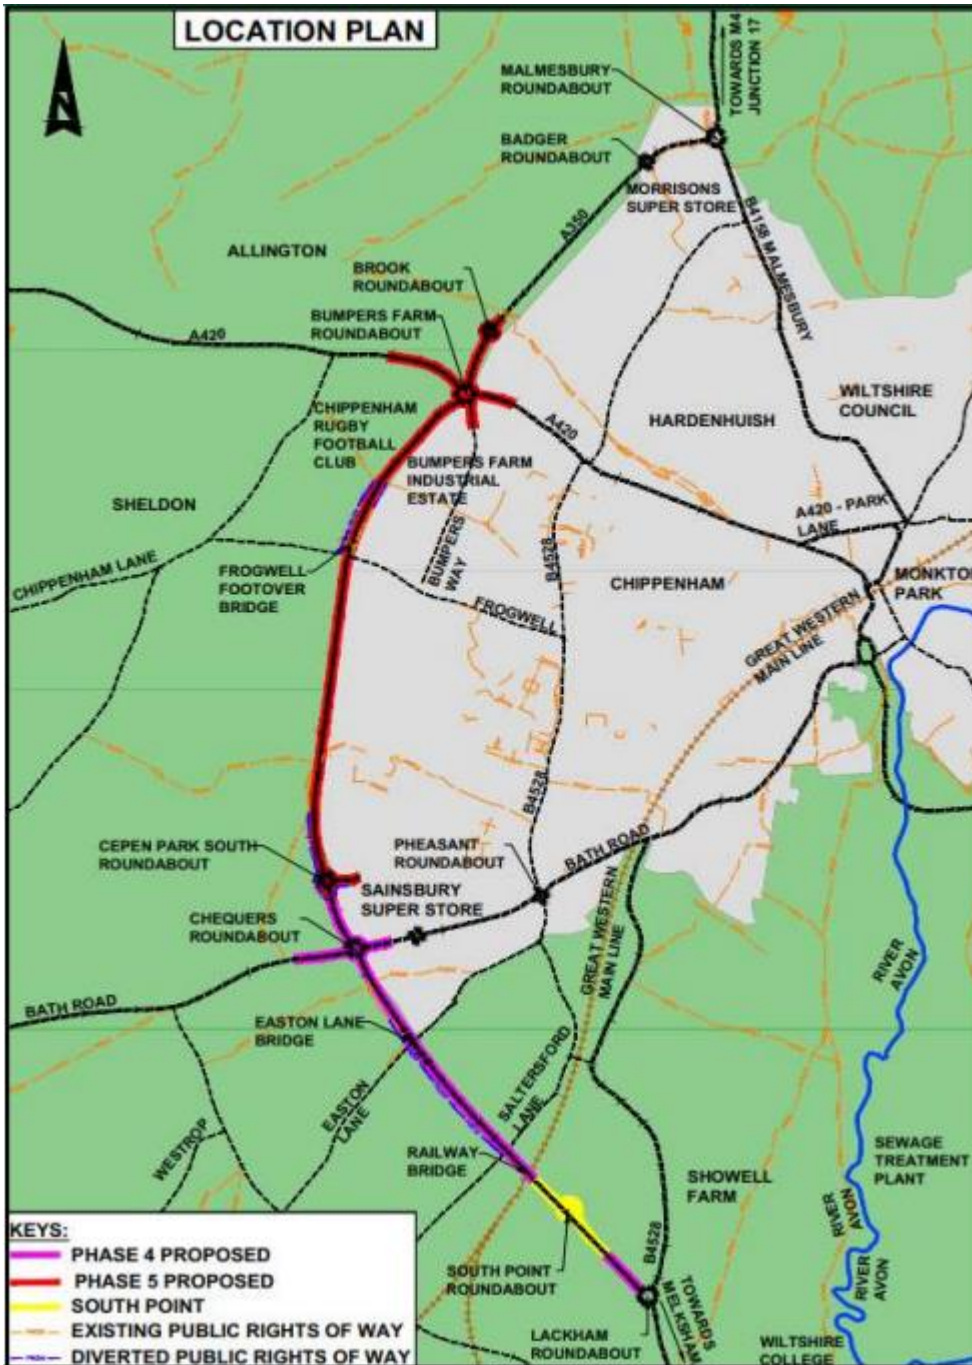 LOCATION PLAN
N
TOWARDS M4
JUNCTION 17
MALMESBURY
ROUNDABOUT
BADGER
ROUNDABOUT
MORRISONS
SUPER STORE
B4158 MALMESBURY
A350
ALLINGTON
BROOK
ROUNDABOUT
BUMPERS FARM
ROUNDABOUT
A420
CHIPPENHAM
RUGBY
FOOTBALL
CLUB
A420
HARDENHUISH
WILTSHIRE
COUNCIL
BUMPERS FARM
INDUSTRIAL
ESTATE
SHELDON
A420 - PARK
LANE
CHIPPENHAM LANE
FROGWELL
FOOTOVER
BRIDGE
BUMPERS
WAY
B4528
CHIPPENHAM
MONKTON
PARK
FROGWELL
GREAT WESTERN
MAIN LINE
B4528
CEPEN PARK SOUTH
ROUNDABOUT
PHEASANT
ROUNDABOUT
BATH ROAD
SAINSBURY
SUPER STORE
CHEQUERS
ROUNDABOUT
GREAT WESTERN
MAIN LINE
RIVER
AVON
BATH ROAD
EASTON LANE
BRIDGE
SALTERSFORD
LANE
EASTON
LANE
WESTROP
RAILWAY
BRIDGE
SHOWELL
FARM
SEWAGE
TREATMENT
PLANT
RIVER
AVON
B4528
SOUTH POINT
ROUNDABOUT
RIVER
AVON
TOWARDS
MELKSHAM
LACKHAM
ROUNDABOUT
WILTSHIRE
COLLEGE
KEYS:
PHASE 4 PROPOSED
PHASE 5 PROPOSED
SOUTH POINT
EXISTING PUBLIC RIGHTS OF WAY
DIVERTED PUBLIC RIGHTS OF WAY